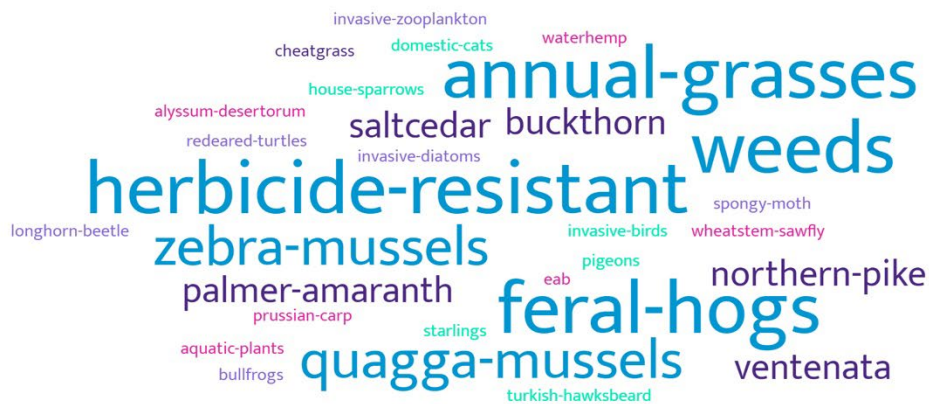 invasive-zooplankton
cheatgrass domestic-cats waterhemp
annual-grasses
house-sparrows
alyssum-desertorum saltcedar buckthorn
redeared-turtles invasive-diatoms weeds
herbicide-resistant
spongy-moth
longhorn-beetle zebra-mussels invasive-birds wheatstem-sawfly
pigeons
palmer-amaranth eab northern-pike
feral-hogs
prussian-carp
starlings
aquatic-plants quagga-mussels ventenata
bullfrogs
turkish-hawksbeard